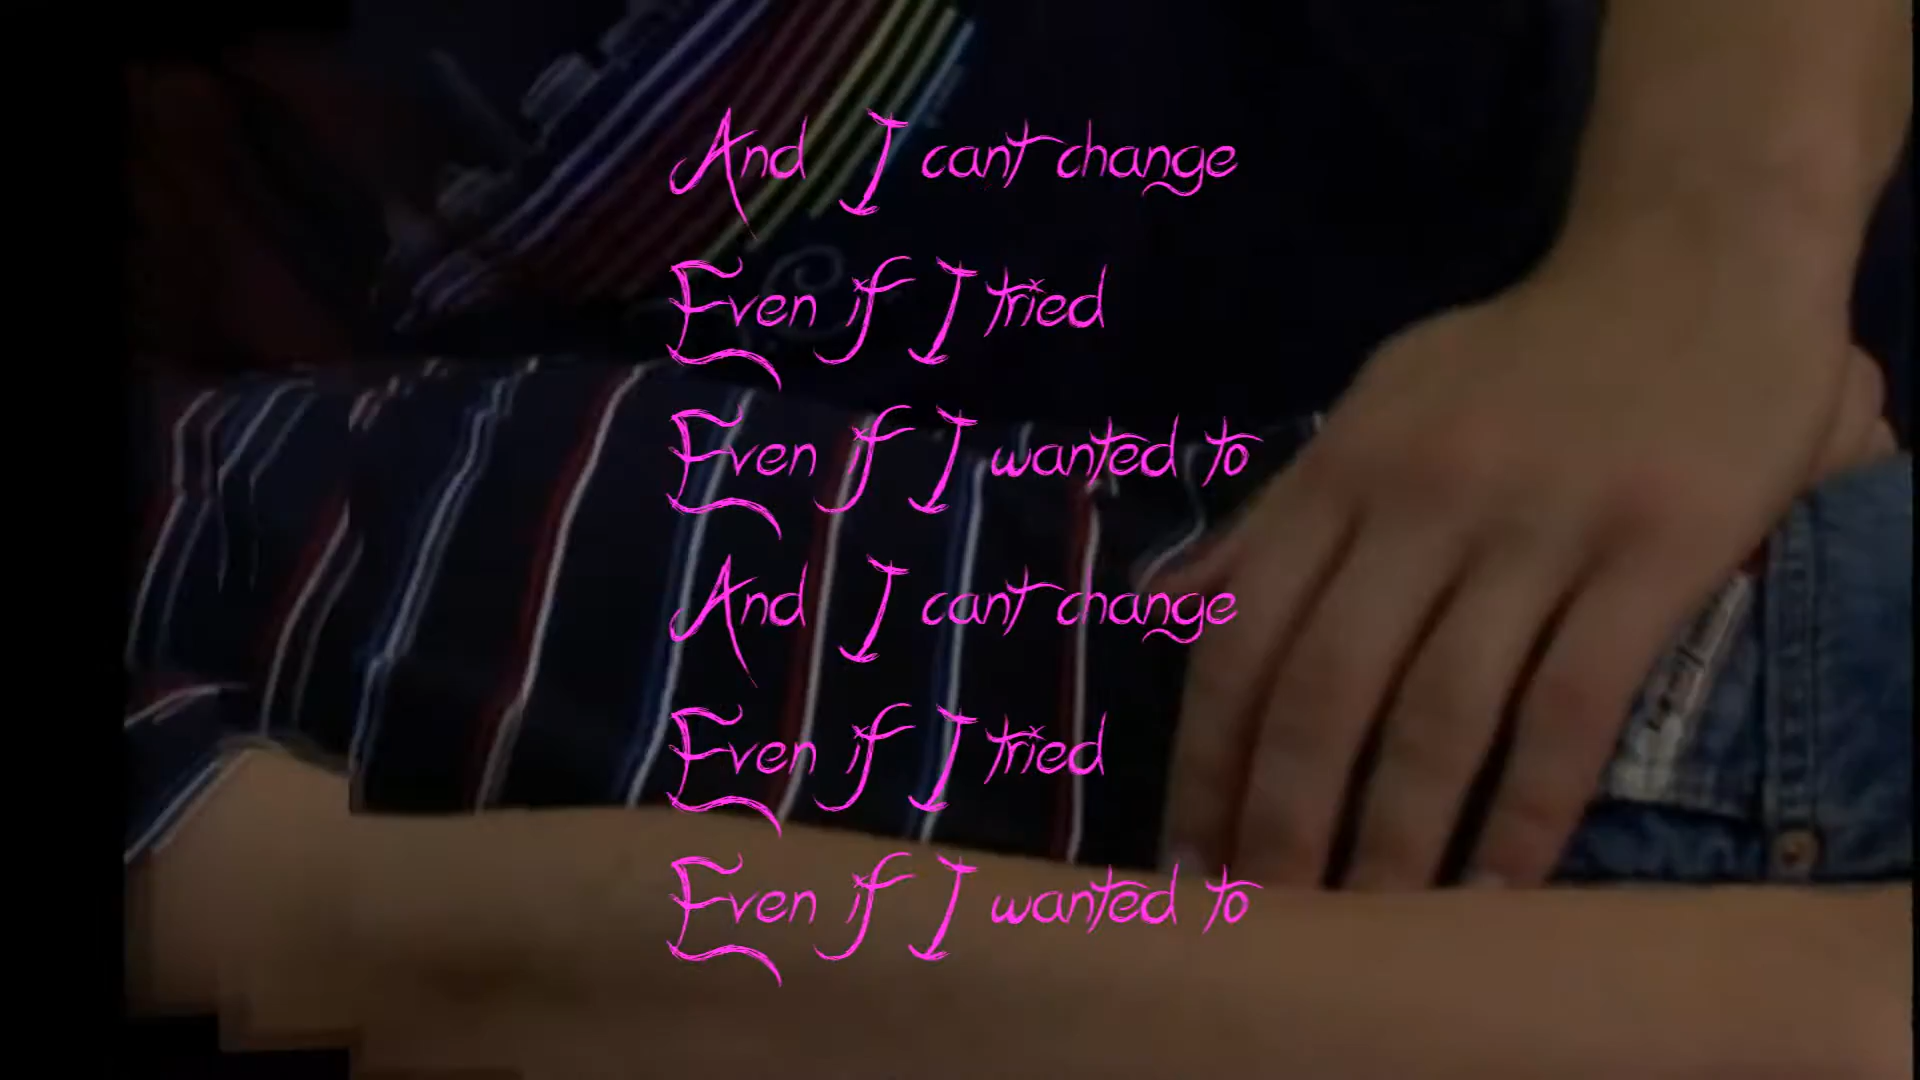 And I cant change
Even if I tried
Even if I wanted to
And I cant change
Even if I tried
Even if I wanted to